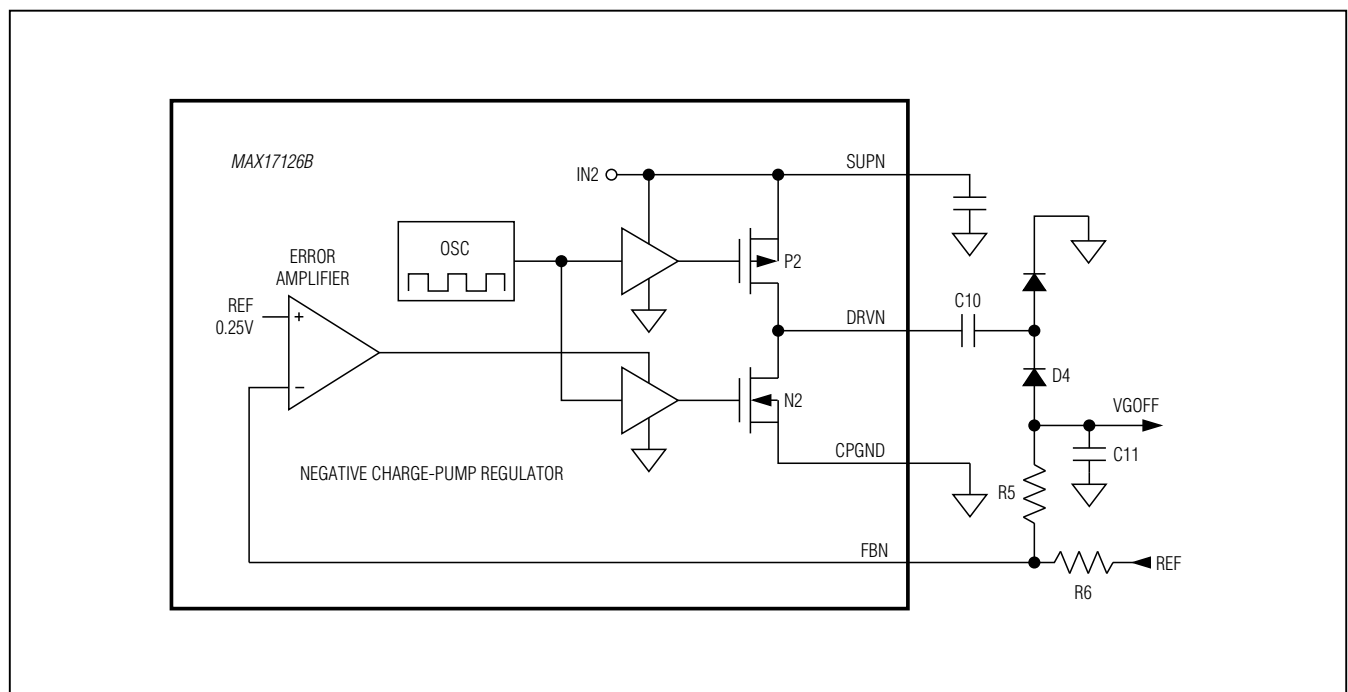 MAX17126B
IN2
SUPN
OSC
ERROR
AMPLIFIER
REF
0.25V
+
−
P2
DRVN
C10
D4
N2
VGOFF
C11
CPGND
NEGATIVE CHARGE-PUMP REGULATOR
R5
FBN
REF
R6